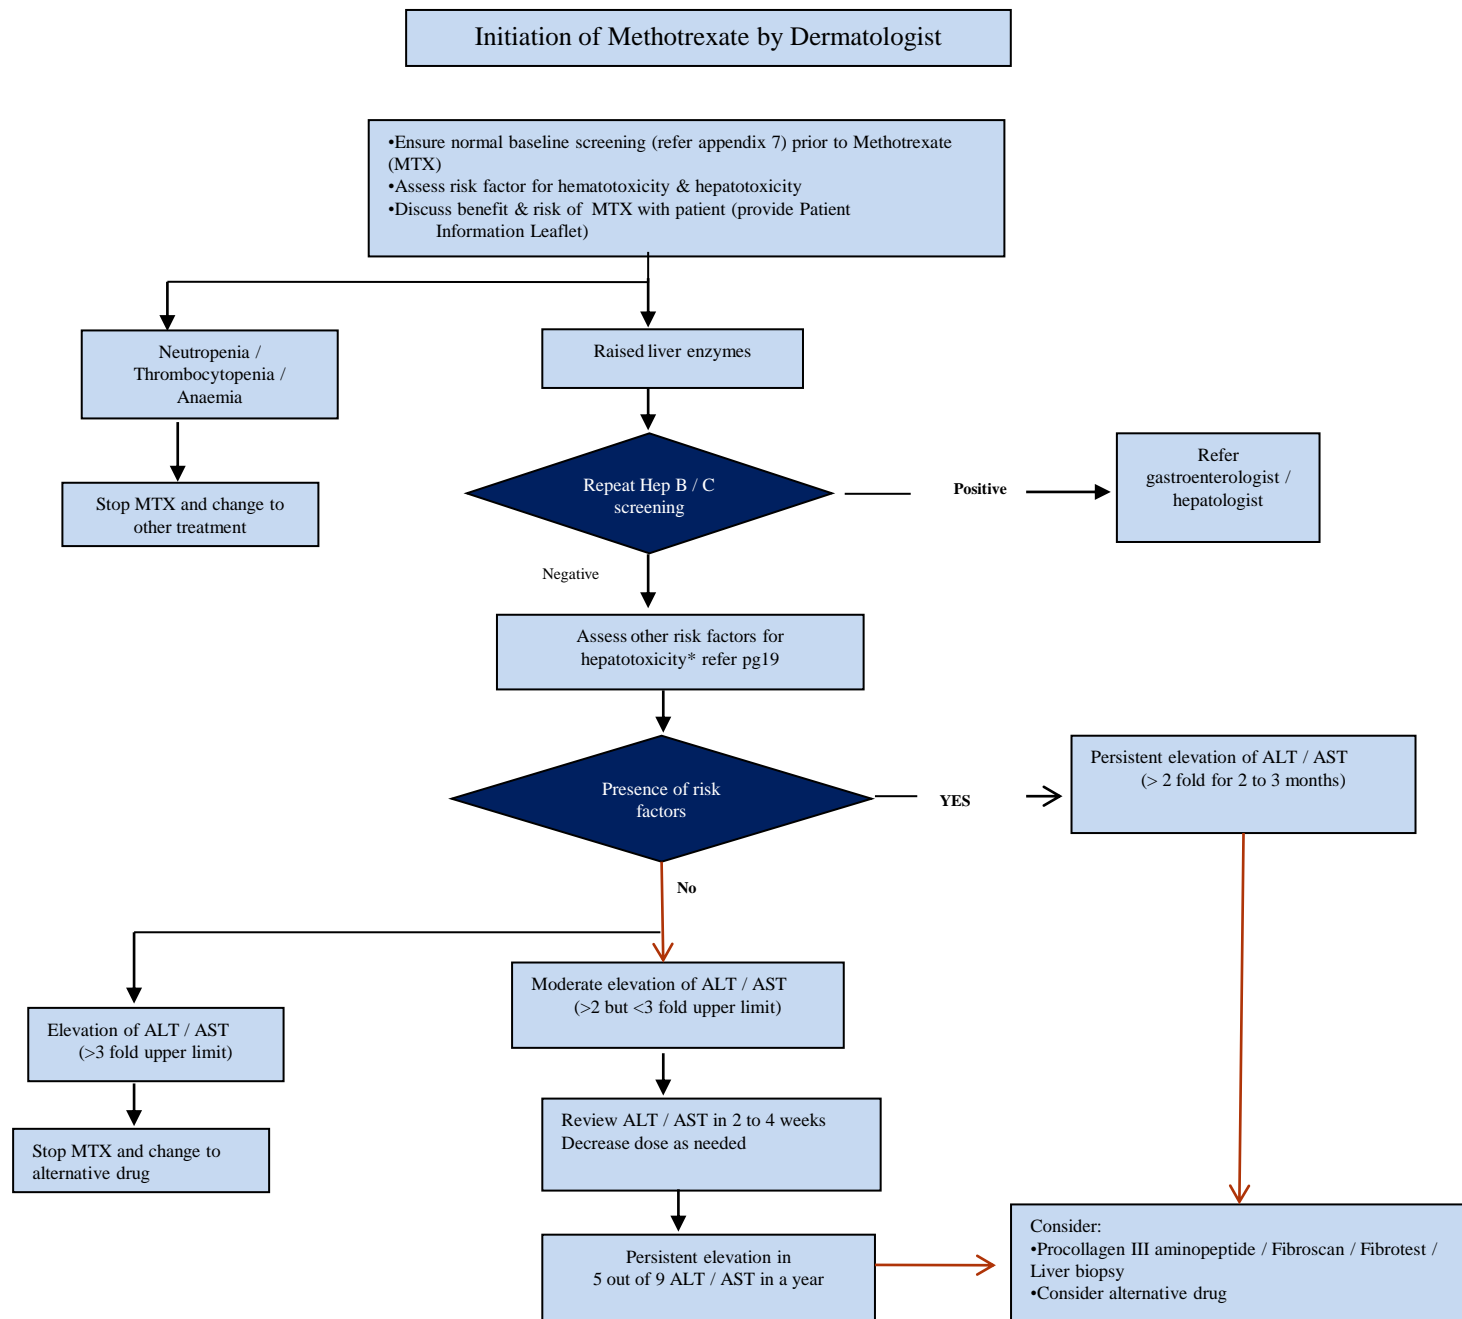 Initiation of Methotrexate by Dermatologist
•Ensure normal baseline screening (refer appendix 7) prior to Methotrexate
(MTX)
•Assess risk factor for hematotoxicity & hepatotoxicity
•Discuss benefit & risk of MTX with patient (provide Patient
Information Leaflet)
Neutropenia /
Thrombocytopenia /
Anaemia
Raised liver enzymes
Stop MTX and change to
other treatment
Repeat Hep B / C
screening
Positive
Refer
gastroenterologist /
hepatologist
Negative
Assess other risk factors for
hepatotoxicity* refer pg19
Presence of risk
factors
YES
Persistent elevation of ALT / AST
(> 2 fold for 2 to 3 months)
No
Elevation of ALT / AST
(>3 fold upper limit)
Moderate elevation of ALT / AST
(>2 but <3 fold upper limit)
Stop MTX and change to
alternative drug
Review ALT / AST in 2 to 4 weeks
Decrease dose as needed
Persistent elevation in
5 out of 9 ALT / AST in a year
Consider:
•Procollagen III aminopeptide / Fibroscan / Fibrotest /
Liver biopsy
•Consider alternative drug